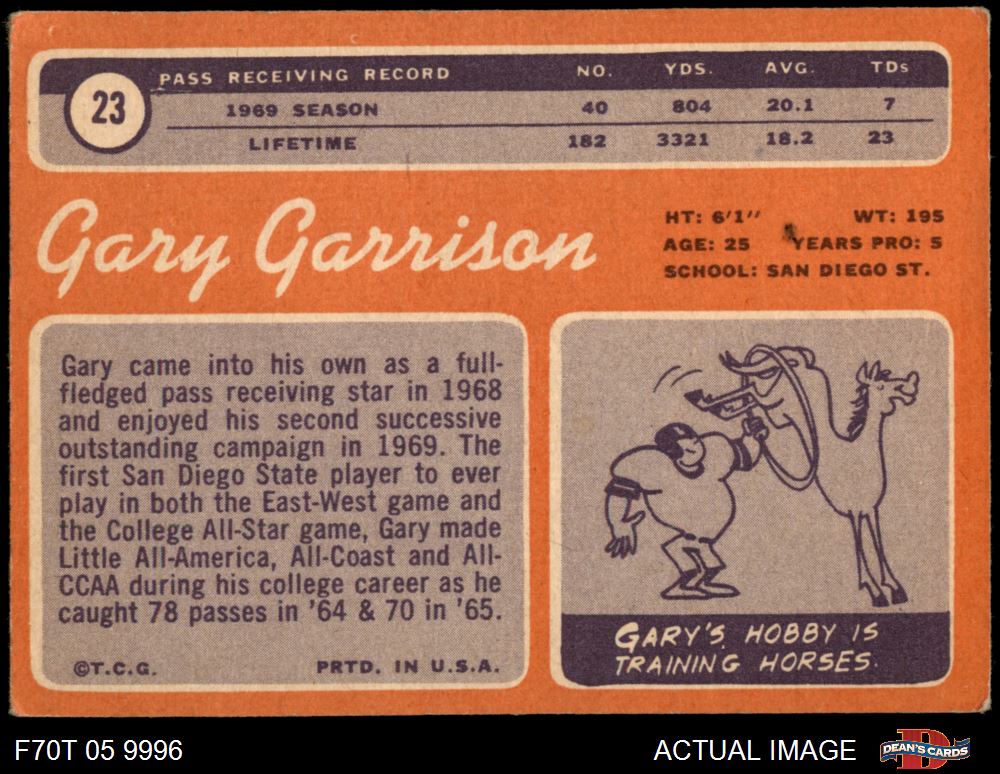 23
PASS RECEIVING RECORD NO. YDS. AVG. TDs
1969 SEASON 40 804 20.1 7
LIFETIME 182 3321 18.2 23
Gary Garrison
HT: 6'1" WT: 195
AGE: 25 YEARS PRO: 5
SCHOOL: SAN DIEGO ST.
Gary came into his own as a full-
fledged pass receiving star in 1968
and enjoyed his second successive
outstanding campaign in 1969. The
first San Diego State player to ever
play in both the East-West game and
the College All-Star game, Gary made
Little All-America, All-Coast and All-
CCAA during his college career as he
caught 78 passes in '64 & 70 in '65.
©T.C.G. PRTD. IN U.S.A.
GARY'S HOBBY IS
TRAINING HORSES.
F70T 05 9996 ACTUAL IMAGE
DEAN'S CARDS